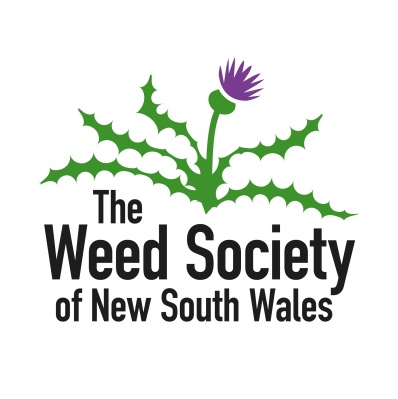 The
Weed Society
of New South Wales